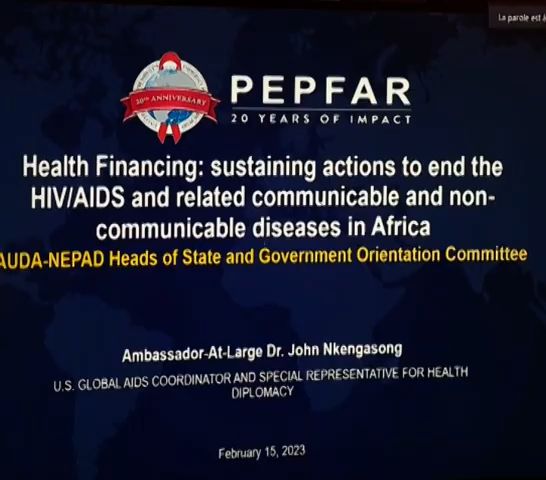 La parole est à
20TH ANNIVERSARY
PEPFAR
20 YEARS OF IMPACT
Health Financing: sustaining actions to end the
HIV/AIDS and related communicable and non-
communicable diseases in Africa
AUDA-NEPAD Heads of State and Government Orientation Committee
Ambassador-At-Large Dr. John Nkengasong
U.S. GLOBAL AIDS COORDINATOR AND SPECIAL REPRESENTATIVE FOR HEALTH
DIPLOMACY
February 15, 2023